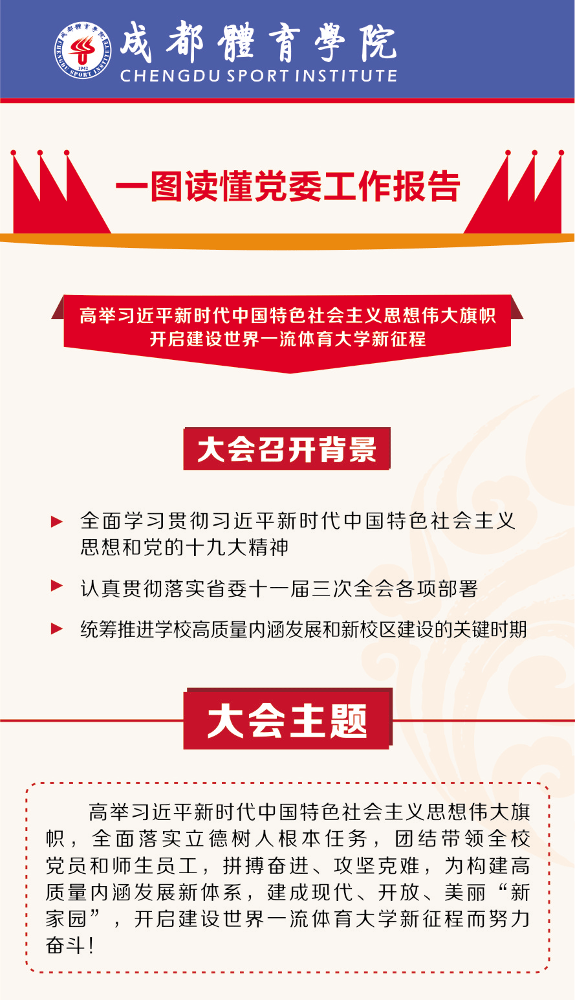 成都體育學院
CHENGDU SPORT INSTITUTE
成都體育學院
CHENGDU SPORT INSTITUTE
1942
一图读懂党委工作报告
高举习近平新时代中国特色社会主义思想伟大旗帜
开启建设世界一流体育大学新征程
大会召开背景
全面学习贯彻习近平新时代中国特色社会主义
思想和党的十九大精神
认真贯彻落实省委十一届三次全会各项部署
统筹推进学校高质量内涵发展和新校区建设的关键时期
大会主题
高举习近平新时代中国特色社会主义思想伟大旗
帜，全面落实立德树人根本任务，团结带领全校
党员和师生员工，拼搏奋进、攻坚克难，为构建高
质量内涵发展新体系，建成现代、开放、美丽“新
家园”，开启建设世界一流体育大学新征程而努力
奋斗！